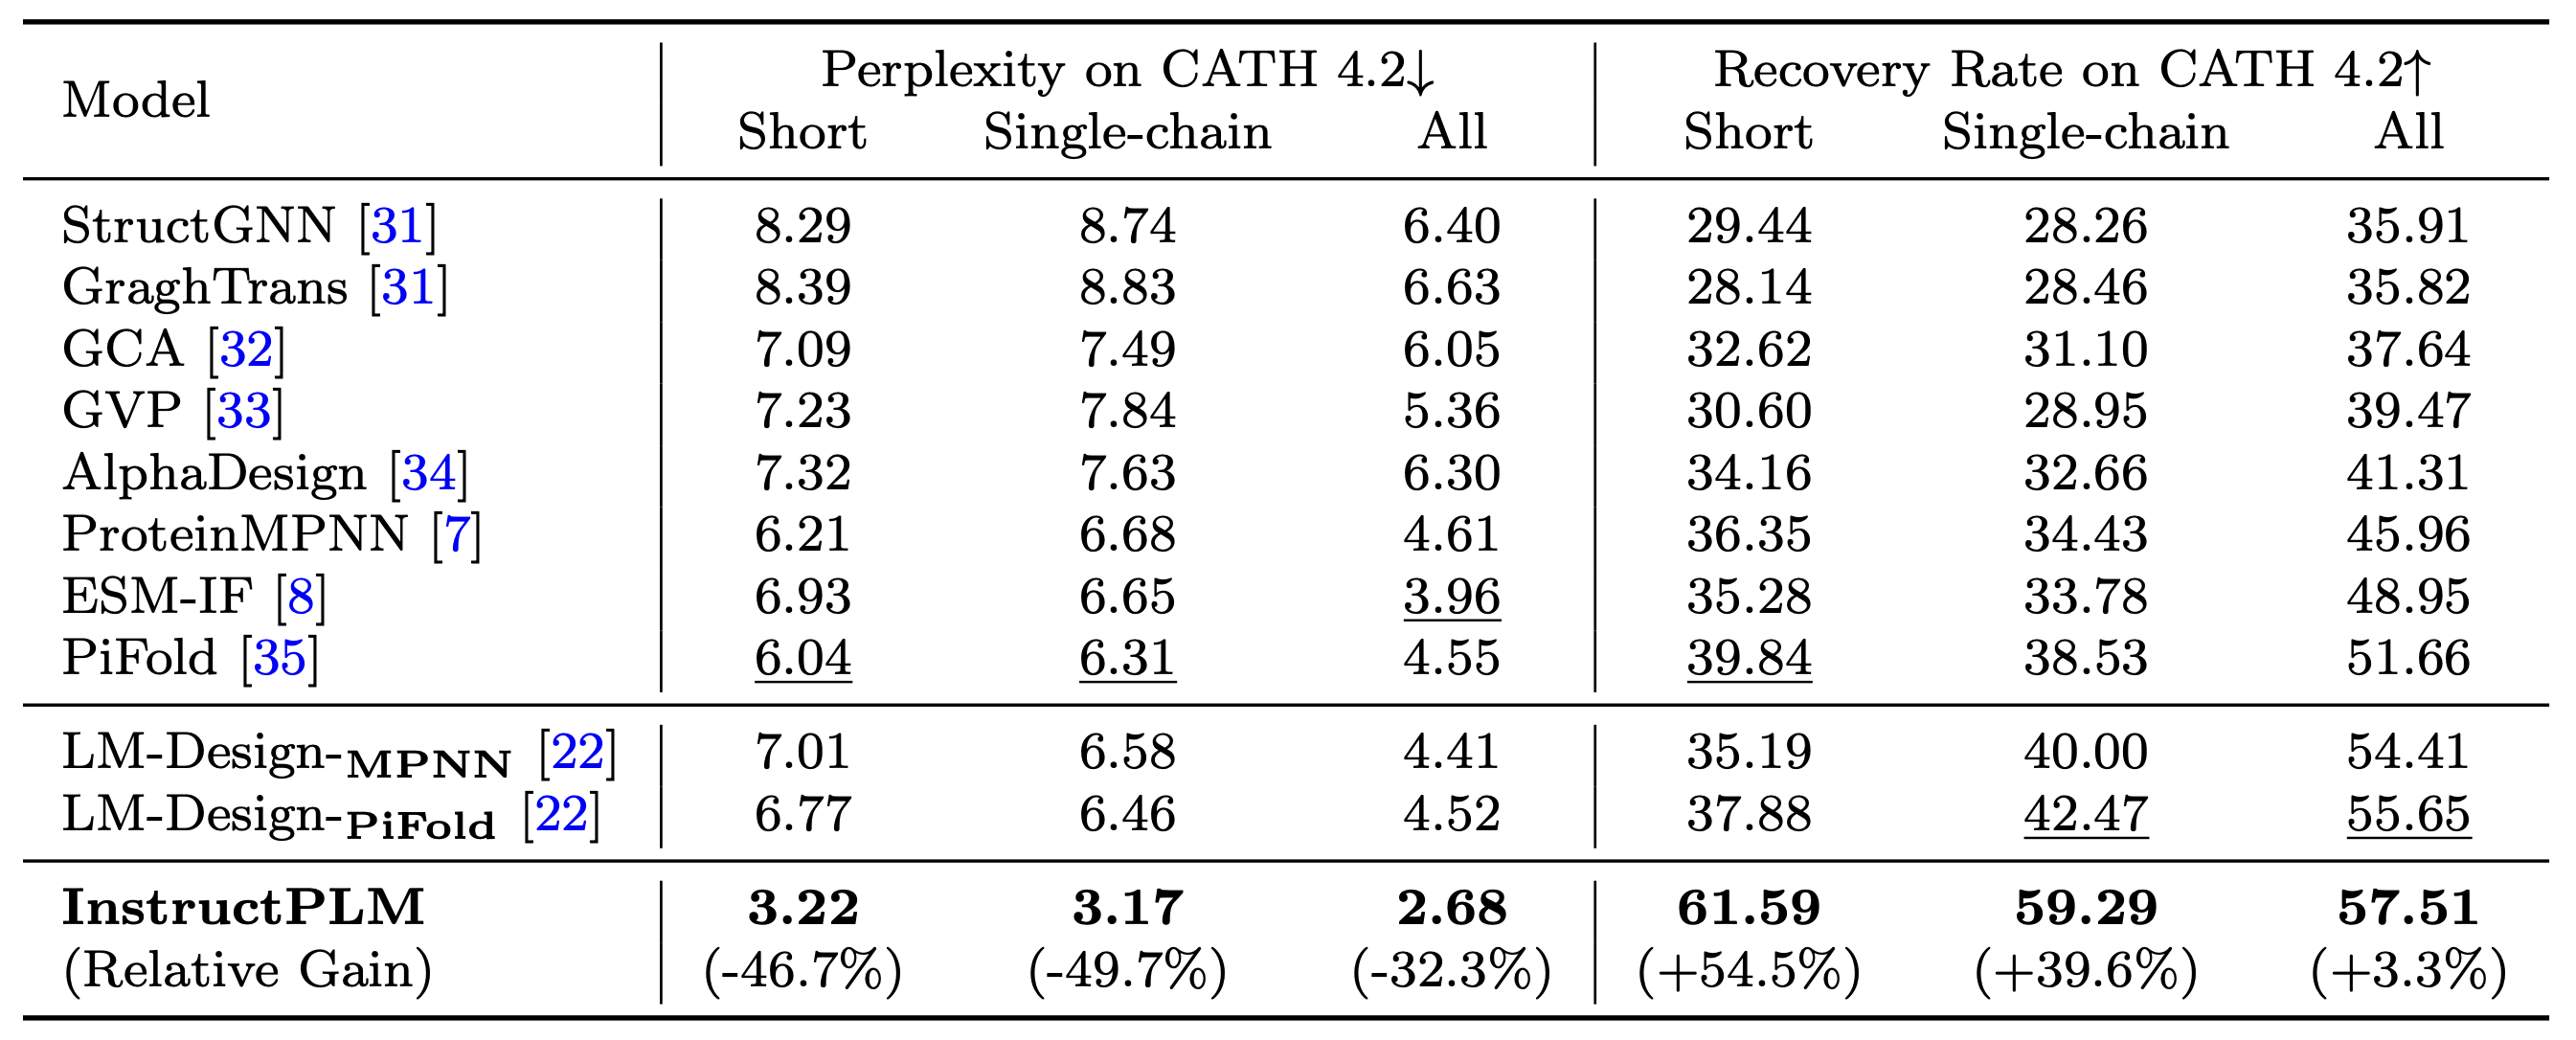 Model Perplexity on CATH 4.2↓ Recovery Rate on CATH 4.2↑
Short Single-chain All Short Single-chain All
StructGNN [31] 8.29 8.74 6.40 29.44 28.26 35.91
GraghTrans [31] 8.39 8.83 6.63 28.14 28.46 35.82
GCA [32] 7.09 7.49 6.05 32.62 31.10 37.64
GVP [33] 7.23 7.84 5.36 30.60 28.95 39.47
AlphaDesign [34] 7.32 7.63 6.30 34.16 32.66 41.31
ProteinMPNN [7] 6.21 6.68 4.61 36.35 34.43 45.96
ESM-IF [8] 6.93 6.65 3.96 35.28 33.78 48.95
PiFold [35] 6.04 6.31 4.55 39.84 38.53 51.66
LM-Design-MPNN [22] 7.01 6.58 4.41 35.19 40.00 54.41
LM-Design-PiFold [22] 6.77 6.46 4.52 37.88 42.47 55.65
InstructPLM 3.22 3.17 2.68 61.59 59.29 57.51
(Relative Gain) (-46.7%) (-49.7%) (-32.3%) (+54.5%) (+39.6%) (+3.3%)